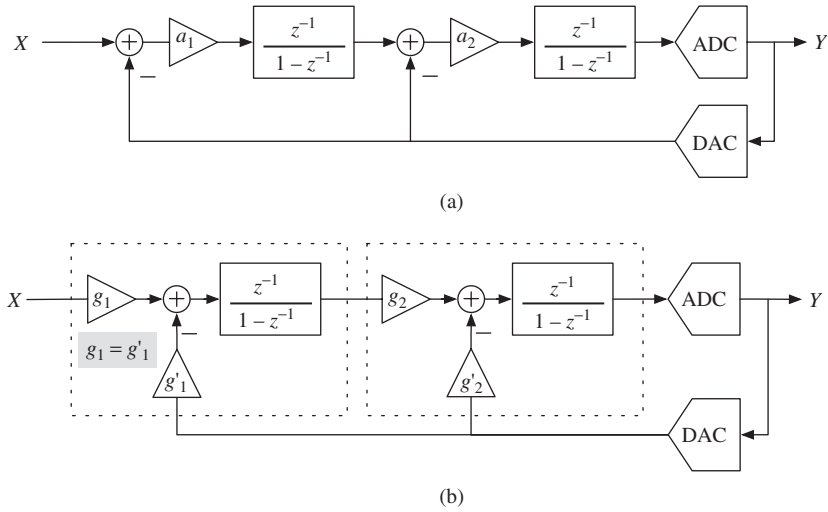 X + a₁ z⁻¹ / 1 – z⁻¹ + a₂ z⁻¹ / 1 – z⁻¹ ADC Y
– –
DAC
(a)
X g₁ + z⁻¹ / 1 – z⁻¹ g₂ + z⁻¹ / 1 – z⁻¹ ADC Y
– –
g₁ = g'₁
g'₁ g'₂
DAC
(b)